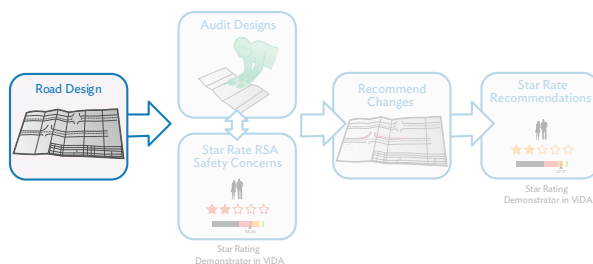 Road Design
Audit Designs
Star Rate RSA
Safety Concerns
Star Rating
Demonstrator in ViDA
Recommend
Changes
Star Rate
Recommendations
Star Rating
Demonstrator in ViDA